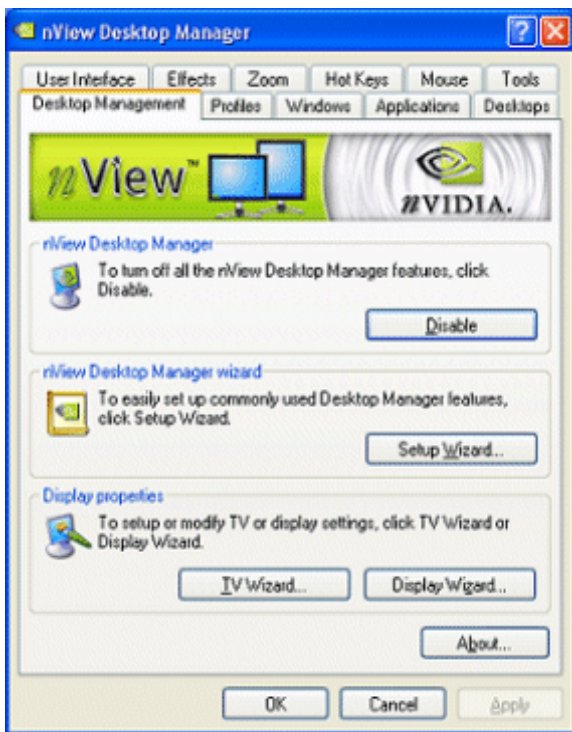 nView Desktop Manager
User Interface Effects Zoom Hot Keys Mouse Tools
Desktop Management Profiles Windows Applications Desktops
nView™ nVIDIA.
nView Desktop Manager
To turn off all the nView Desktop Manager features, click
Disable.
Disable
nView Desktop Manager wizard
To easily set up commonly used Desktop Manager features,
click Setup Wizard.
Setup Wizard...
Display properties
To setup or modify TV or display settings, click TV Wizard or
Display Wizard.
TV Wizard... Display Wizard...
About...
OK Cancel Apply